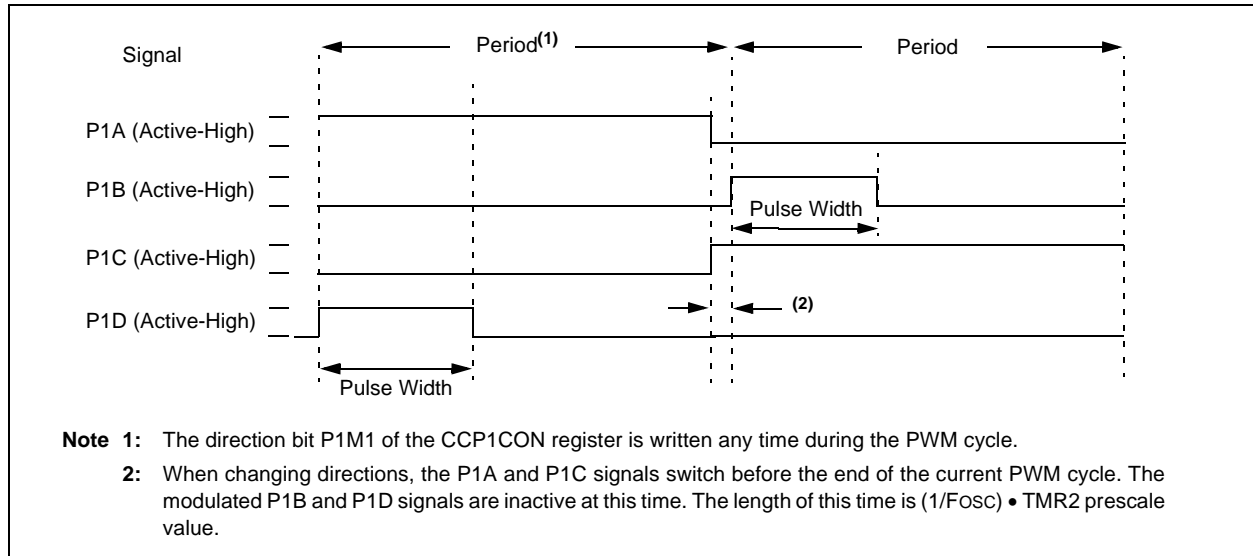 Signal
Period(1)
Period
P1A (Active-High)
P1B (Active-High)
Pulse Width
P1C (Active-High)
(2)
P1D (Active-High)
Pulse Width
Note 1: The direction bit P1M1 of the CCP1CON register is written any time during the PWM cycle.
2: When changing directions, the P1A and P1C signals switch before the end of the current PWM cycle. The
modulated P1B and P1D signals are inactive at this time. The length of this time is (1/FOSC) • TMR2 prescale
value.